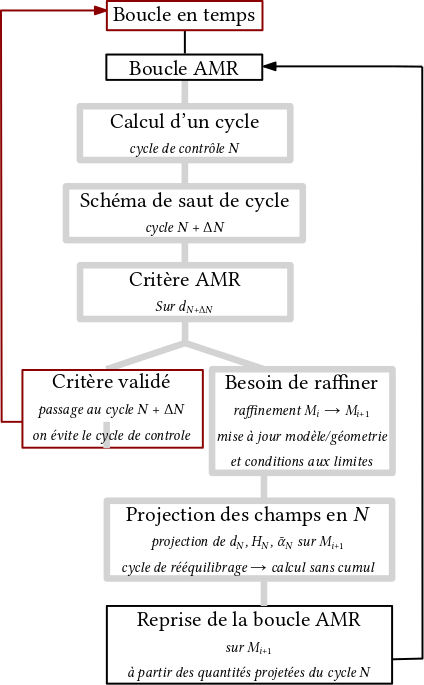 Boucle en temps
Boucle AMR
Calcul d’un cycle
cycle de contrôle N
Schéma de saut de cycle
cycle N + ΔN
Critère AMR
Sur d_{N+ΔN}
Critère validé
passage au cycle N + ΔN
on évite le cycle de controle
Besoin de raffiner
raffinement M_i → M_{i+1}
mise à jour modèle/géometrie
et conditions aux limites
Projection des champs en N
projection de d_N, H_N, α̃_N sur M_{i+1}
cycle de rééquilibrage → calcul sans cumul
Reprise de la boucle AMR
sur M_{i+1}
à partir des quantités projetées du cycle N